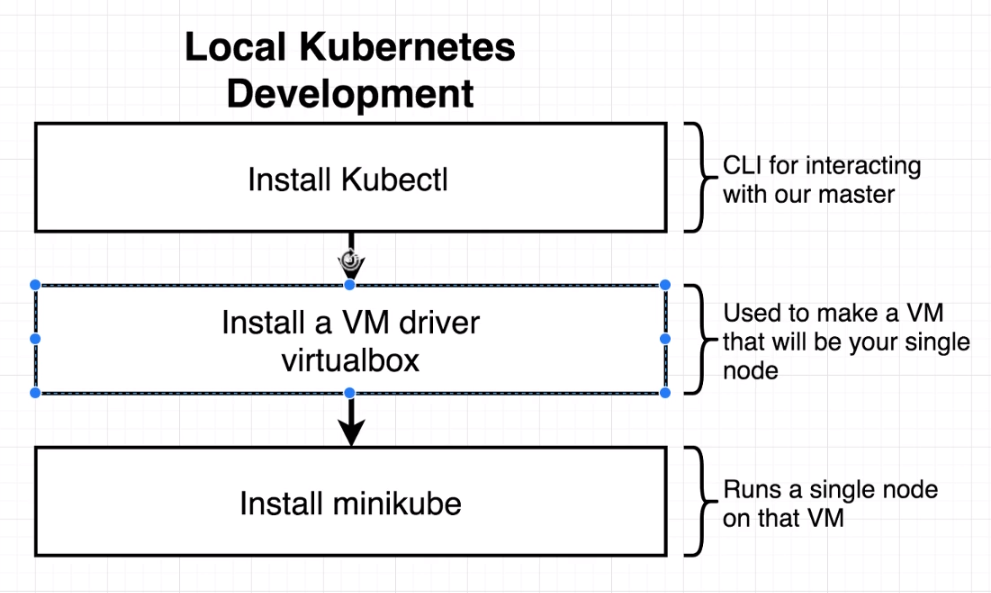 Local Kubernetes
Development
Install Kubectl
CLI for interacting
with our master
Install a VM driver
virtualbox
Used to make a VM
that will be your single
node
Install minikube
Runs a single node
on that VM